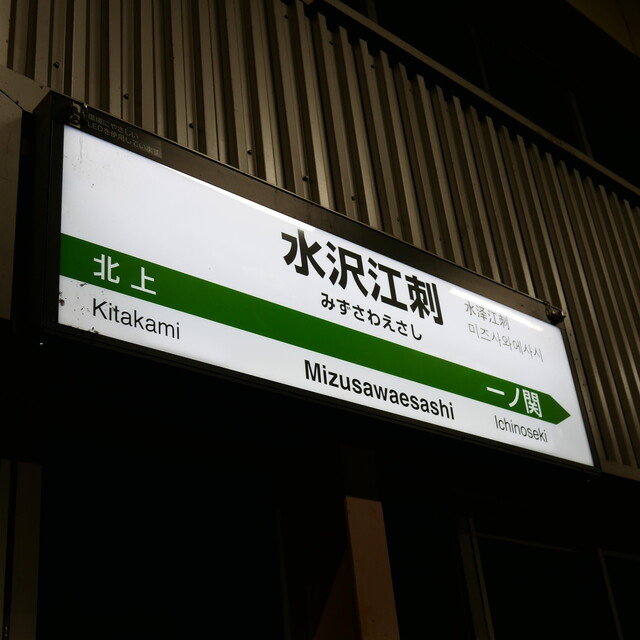 水沢江刺
みずさわえさし
水泽江刺
미즈사와에사시
北上
一ノ関
Kitakami
Mizusawaesashi
Ichinoseki